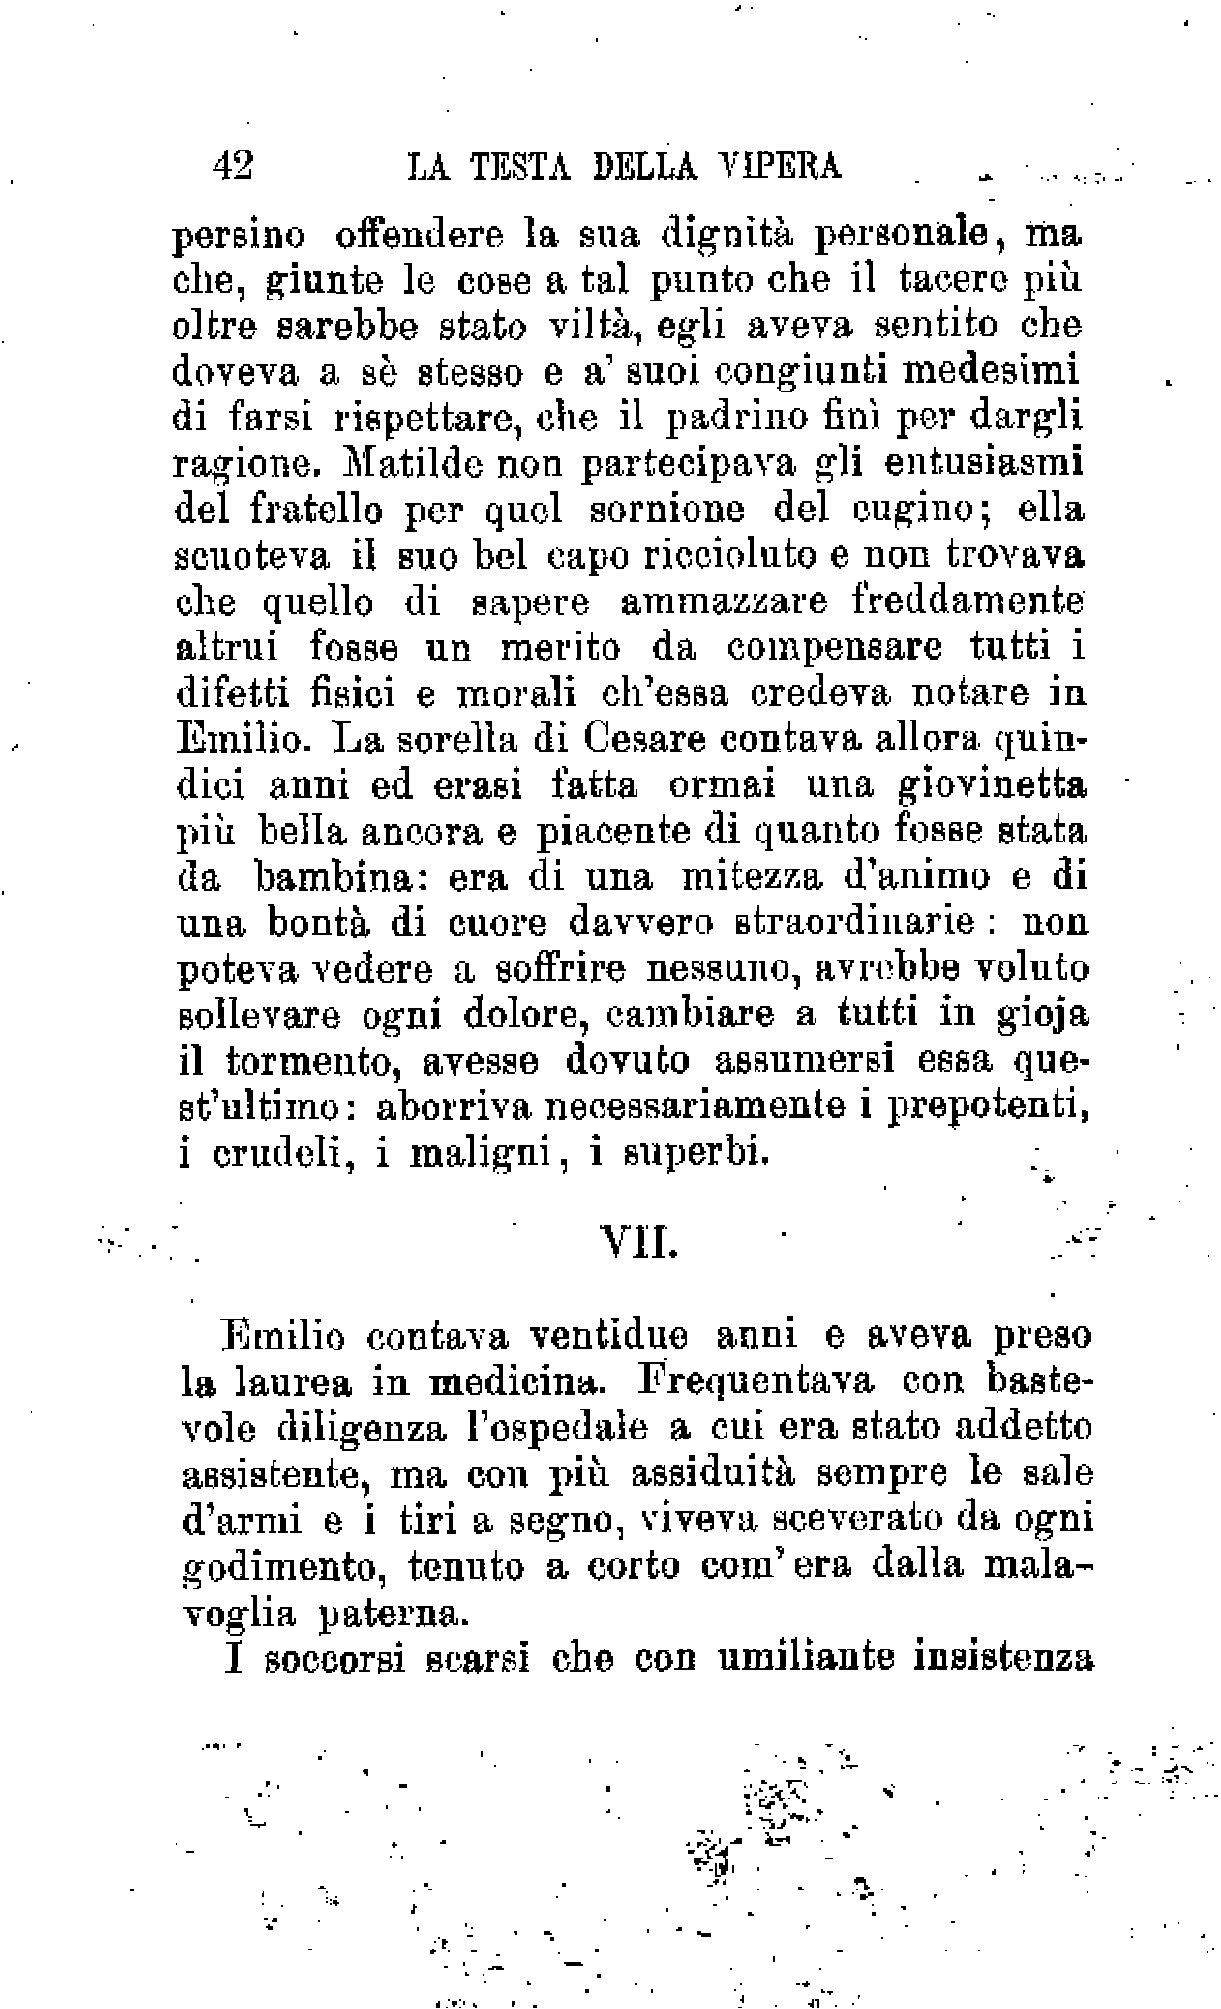 42 LA TESTA DELLA VIPERA
persino offendere la sua dignità personale, ma
che, giunte le cose a tal punto che il tacere più
oltre sarebbe stato viltà, egli aveva sentito che
doveva a sè stesso e a' suoi congiunti medesimi
di farsi rispettare, che il padrino finì per dargli
ragione. Matilde non partecipava gli entusiasmi
del fratello per quel sornione del cugino; ella
scuoteva il suo bel capo riccioluto e non trovava
che quello di sapere ammazzare freddamente
altrui fosse un merito da compensare tutti i
difetti fisici e morali ch'essa credeva notare in
Emilio. La sorella di Cesare contava allora quin-
dici anni ed erasi fatta ormai una giovinetta
più bella ancora e piacente di quanto fosse stata
da bambina: era di una mitezza d'animo e di
una bontà di cuore davvero straordinarie: non
poteva vedere a soffrire nessuno, avrebbe voluto
sollevare ogni dolore, cambiare a tutti in gioja
il tormento, avesse dovuto assumersi essa que-
st'ultimo: aborriva necessariamente i prepotenti,
i crudeli, i maligni, i superbi.
VII.
Emilio contava ventidue anni e aveva preso
la laurea in medicina. Frequentava con baste-
vole diligenza l'ospedale a cui era stato addetto
assistente, ma con più assiduità sempre le sale
d'armi e i tiri a segno, viveva sceverato da ogni
godimento, tenuto a corto com'era dalla mala-
voglia paterna.
I soccorsi scarsi che con umiliante insistenza